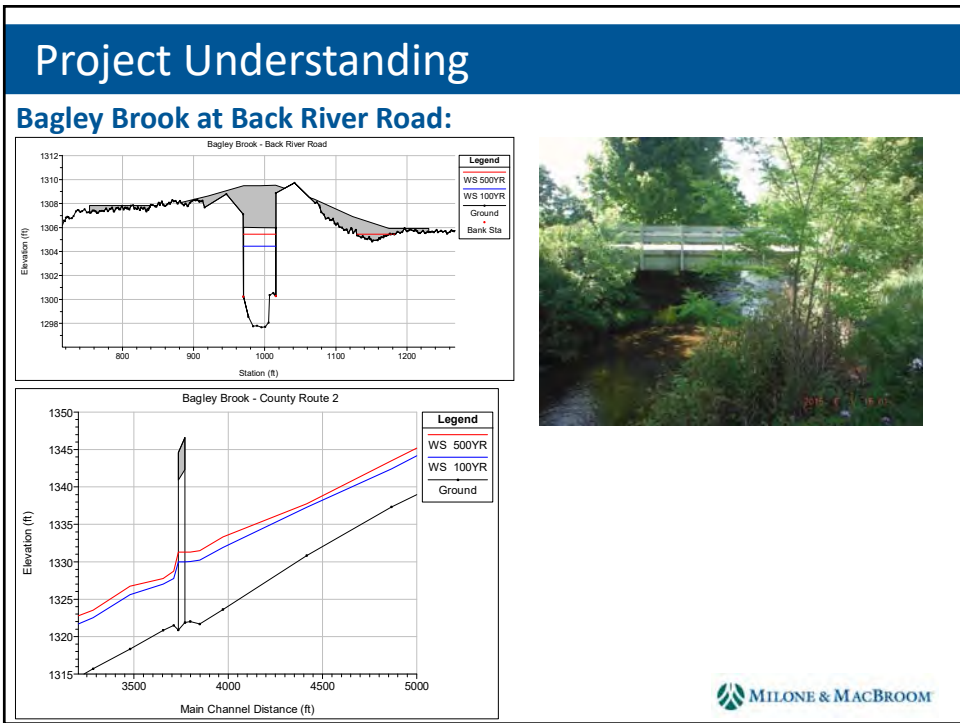 Project Understanding
Bagley Brook at Back River Road:
Bagley Brook - Back River Road
1312
1310
1308
1306
1304
1302
1300
1298
Elevation (ft)
800
900
1000
1100
1200
Station (ft)
Legend
WS 500YR
WS 100YR
Ground
Bank Sta
Bagley Brook - County Route 2
1350
1345
1340
1335
1330
1325
1320
1315
Elevation (ft)
3500
4000
4500
5000
Main Channel Distance (ft)
Legend
WS 500YR
WS 100YR
Ground
MILONE & MACBROOM